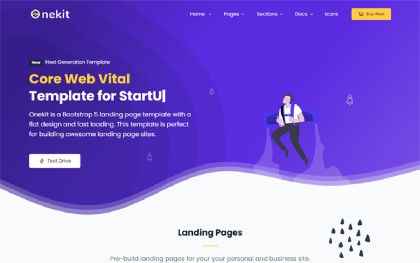 Onekit
Home Pages Sections Docs Icons Buy Now
New Next Generation Template
Core Web Vital
Template for StartU|
Onekit is a Bootstrap 5 landing page template with a
flat design and fast loading. This template is perfect
for building awesome landing page sites.
Test Drive
Landing Pages
Pre-build landing pages for your your personal and business site.